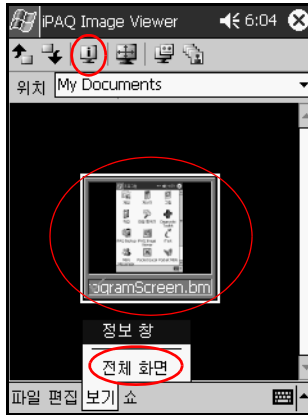 iPAQ Image Viewer 6:04
위치 My Documents
ogramScreen.bm
정보 창
전체 화면
파일 편집 보기 쇼